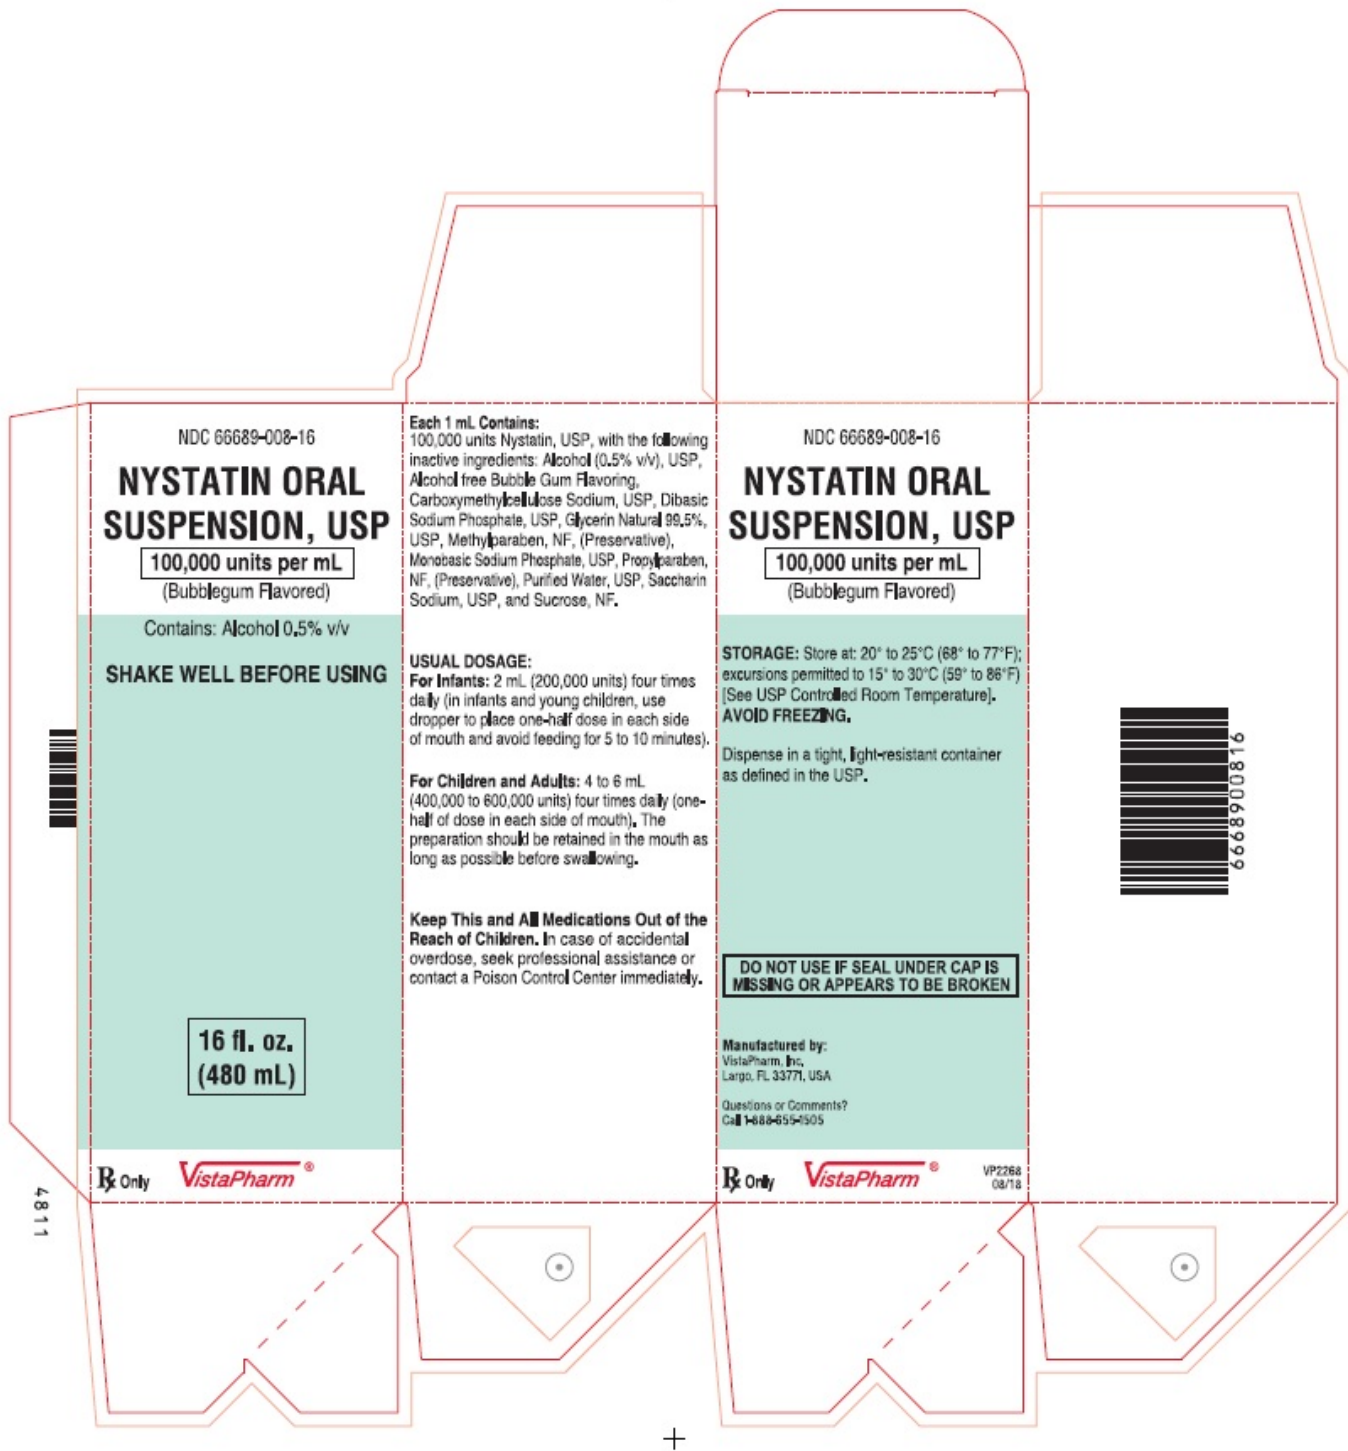 NDC 66689-008-16
NYSTATIN ORAL
SUSPENSION, USP
100,000 units per mL
(Bubblegum Flavored)
Contains: Alcohol 0.5% v/v
SHAKE WELL BEFORE USING
16 fl. oz.
(480 mL)
Rx Only
VistaPharm®
4811
Each 1 mL Contains:
100,000 units Nystatin, USP, with the following
inactive ingredients: Alcohol (0.5% v/v), USP,
Alcohol free Bubble Gum Flavoring,
Carboxymethylcellulose Sodium, USP, Dibasic
Sodium Phosphate, USP, Glycerin Natural 99.5%,
USP, Methylparaben, NF, (Preservative),
Monobasic Sodium Phosphate, USP, Propylparaben,
NF, (Preservative), Purified Water, USP, Saccharin
Sodium, USP, and Sucrose, NF.
USUAL DOSAGE:
For Infants: 2 mL (200,000 units) four times
daily (in infants and young children, use
dropper to place one-half dose in each side
of mouth and avoid feeding for 5 to 10 minutes).
For Children and Adults: 4 to 6 mL
(400,000 to 600,000 units) four times daily (one-
half of dose in each side of mouth). The
preparation should be retained in the mouth as
long as possible before swallowing.
Keep This and All Medications Out of the
Reach of Children. In case of accidental
overdose, seek professional assistance or
contact a Poison Control Center immediately.
NDC 66689-008-16
NYSTATIN ORAL
SUSPENSION, USP
100,000 units per mL
(Bubblegum Flavored)
STORAGE: Store at: 20° to 25°C (68° to 77°F);
excursions permitted to 15° to 30°C (59° to 86°F)
[See USP Controlled Room Temperature].
AVOID FREEZING.
Dispense in a tight, light-resistant container
as defined in the USP.
DO NOT USE IF SEAL UNDER CAP IS
MISSING OR APPEARS TO BE BROKEN
Manufactured by:
VistaPharm, Inc.
Largo, FL 33771, USA
Questions or Comments?
Call 1-888-655-1505
Rx Only
VistaPharm®
VP2268
08/18
6668900816